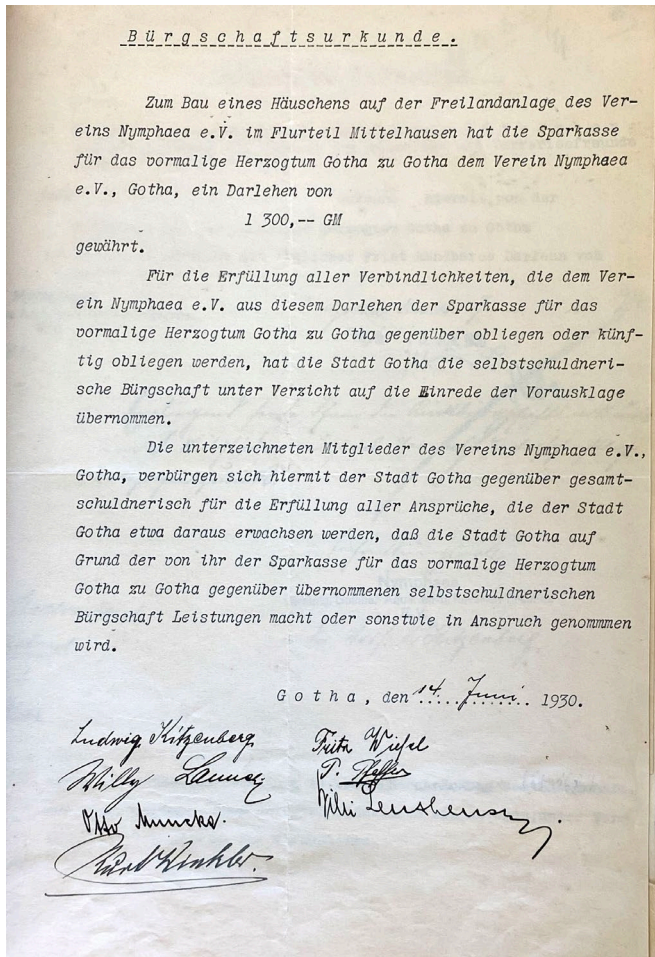 Bürgschaftsurkunde.
Zum Bau eines Häuschens auf der Freilandanlage des Ver-
eins Nymphaea e.V. im Flurteil Mittelhausen hat die Sparkasse
für das vormalige Herzogtum Gotha zu Gotha dem Verein Nymphaea
e.V., Gotha, ein Darlehen von
1 300,-- GM
gewährt.
Für die Erfüllung aller Verbindlichkeiten, die dem Ver-
ein Nymphaea e.V. aus diesem Darlehen der Sparkasse für das
vormalige Herzogtum Gotha zu Gotha gegenüber obliegen oder künf-
tig obliegen werden, hat die Stadt Gotha die selbstschuldneri-
sche Bürgschaft unter Verzicht auf die Einrede der Vorausklage
übernommen.
Die unterzeichneten Mitglieder des Vereins Nymphaea e.V.,
Gotha, verbürgen sich hiermit der Stadt Gotha gegenüber gesamt-
schuldnerisch für die Erfüllung aller Ansprüche, die der Stadt
Gotha etwa daraus erwachsen werden, daß die Stadt Gotha auf
Grund der von ihr der Sparkasse für das vormalige Herzogtum
Gotha zu Gotha gegenüber übernommenen selbstschuldnerischen
Bürgschaft Leistungen macht oder sonstwie in Anspruch genommmen
wird.
Gotha, den 14. Juni 1930.
Ludwig Kitzenberg
Fritz Wiesel
Willy
P. Pfeffer
Otto
Kurt Winkler.